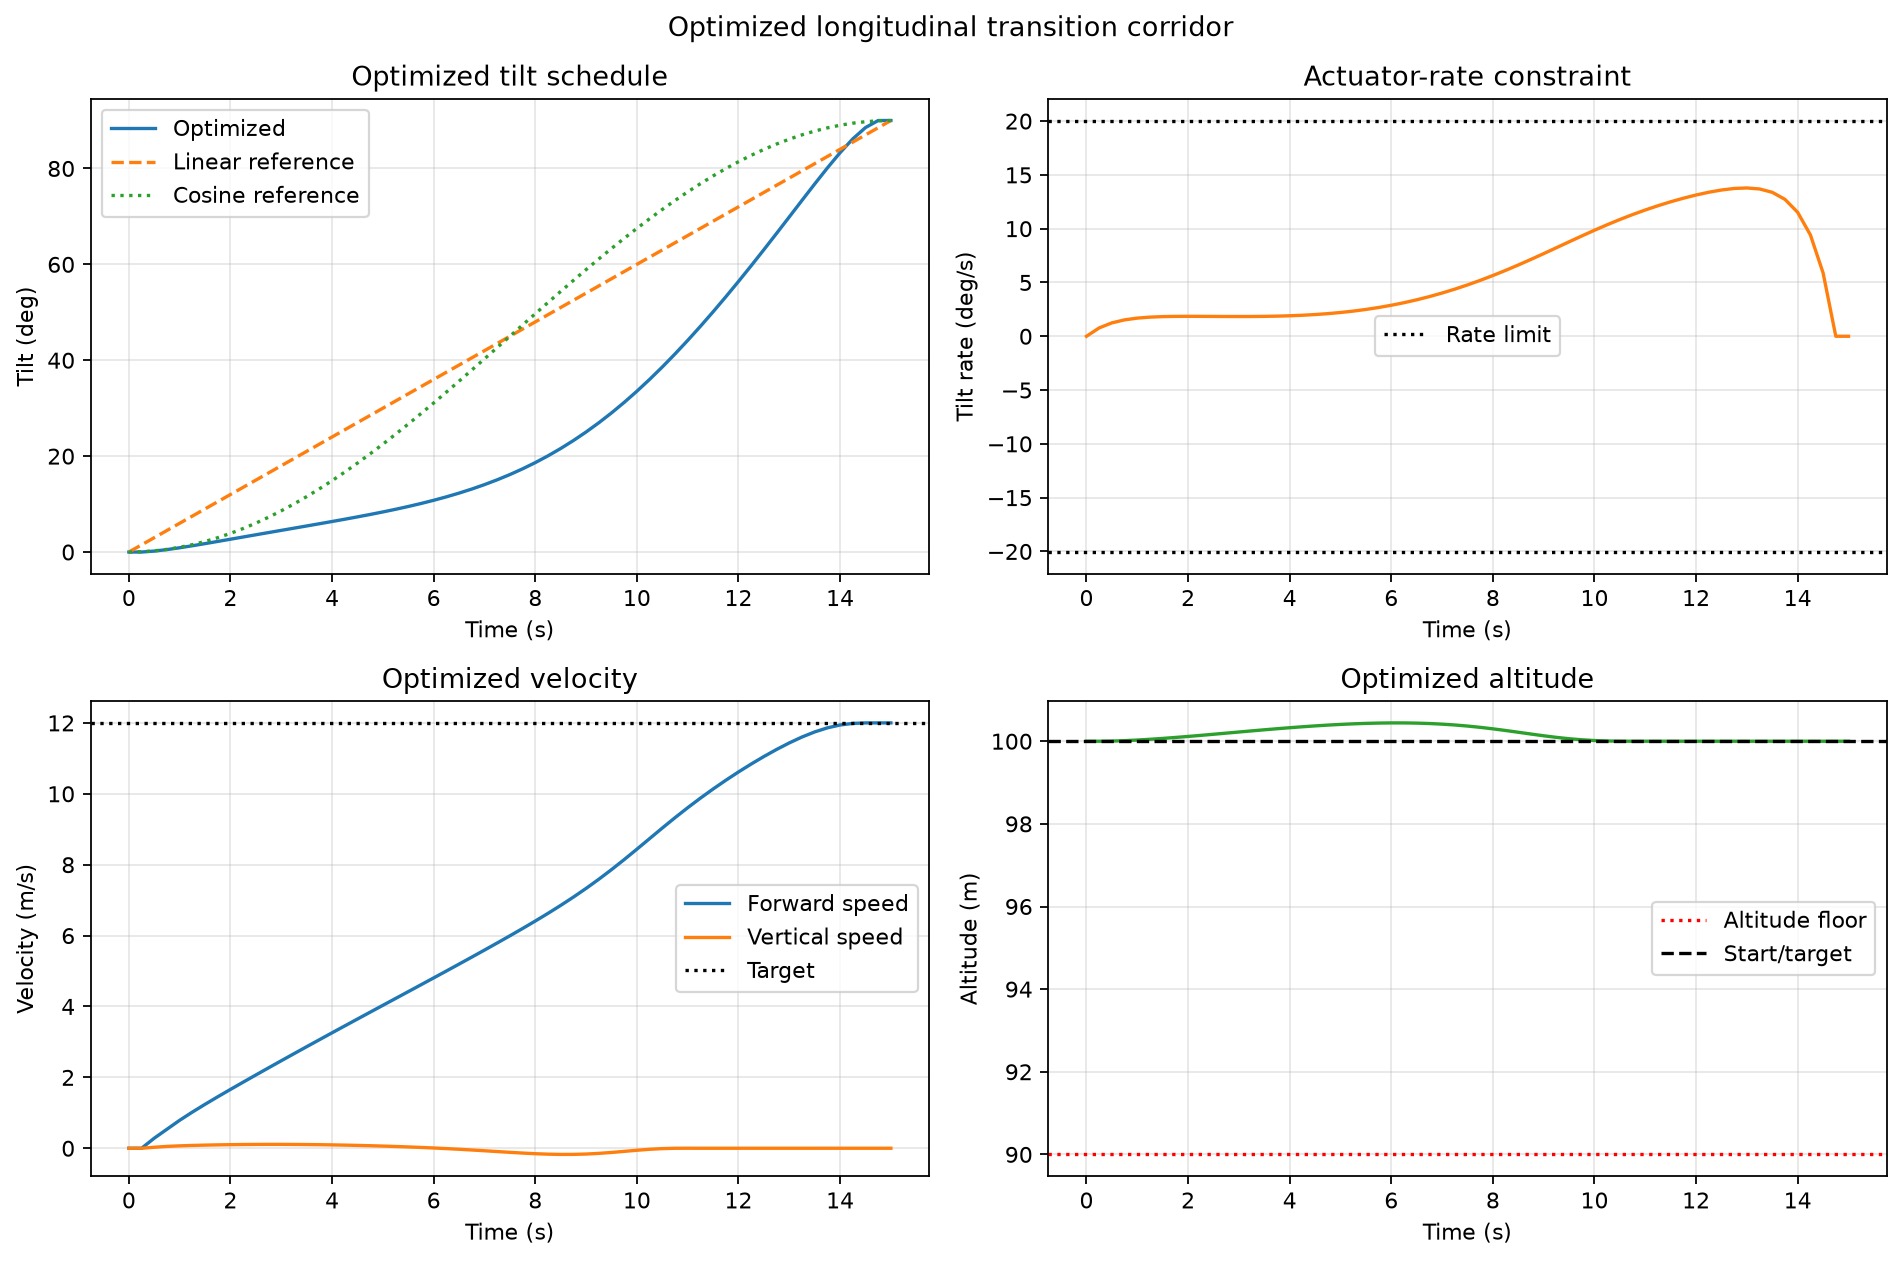 Optimized longitudinal transition corridor
Optimized tilt schedule
Tilt (deg)
80
60
40
20
0
Optimized
Linear reference
Cosine reference
0 2 4 6 8 10 12 14
Time (s)
Actuator-rate constraint
Tilt rate (deg/s)
20
15
10
5
0
−5
−10
−15
−20
Rate limit
0 2 4 6 8 10 12 14
Time (s)
Optimized velocity
Velocity (m/s)
12
10
8
6
4
2
0
Forward speed
Vertical speed
Target
0 2 4 6 8 10 12 14
Time (s)
Optimized altitude
Altitude (m)
100
98
96
94
92
90
Altitude floor
Start/target
0 2 4 6 8 10 12 14
Time (s)